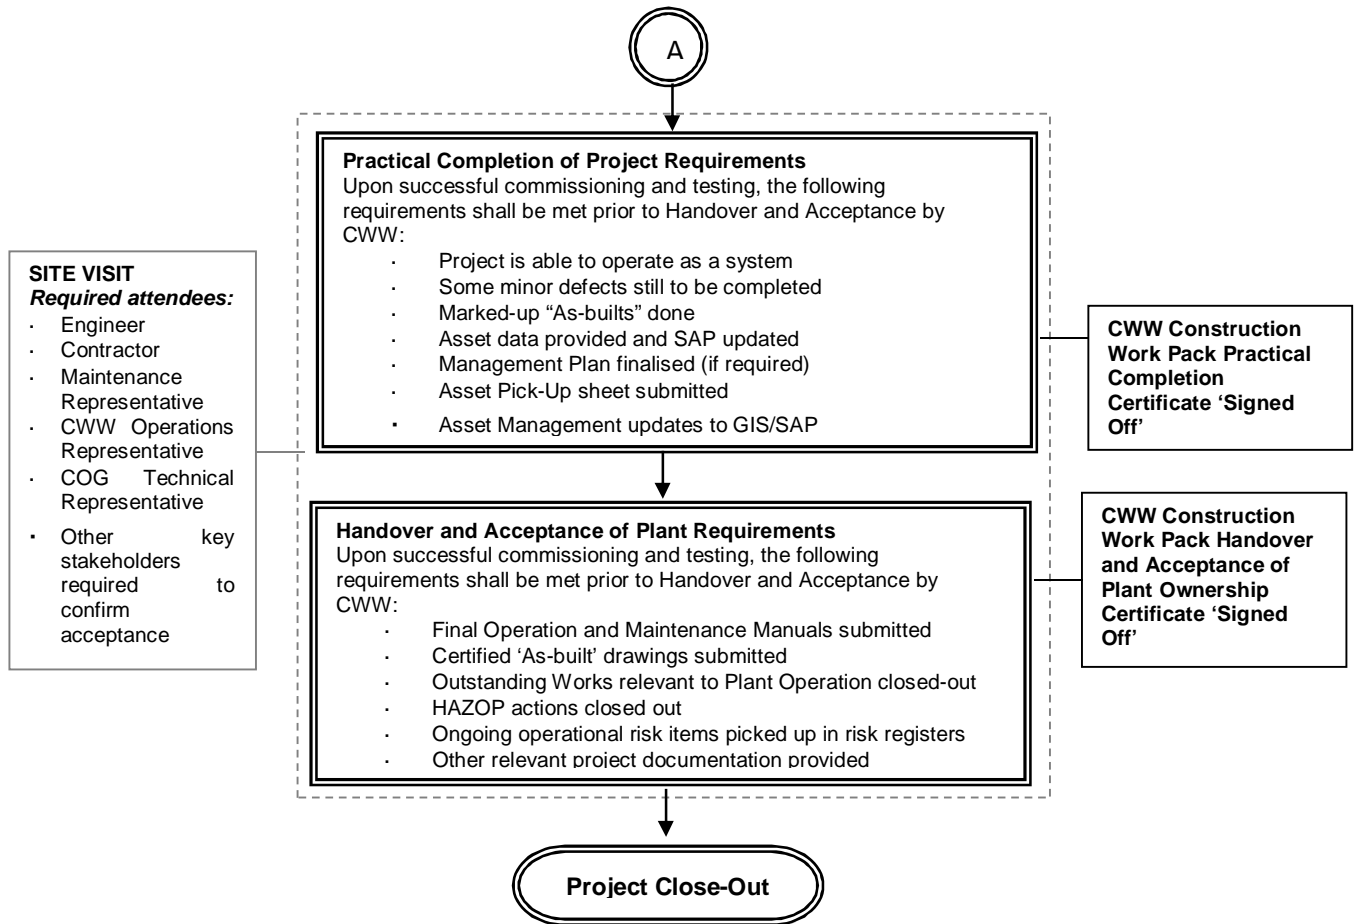 A
Practical Completion of Project Requirements
Upon successful commissioning and testing, the following
requirements shall be met prior to Handover and Acceptance by
CWW:
· Project is able to operate as a system
· Some minor defects still to be completed
· Marked-up “As-builts” done
· Asset data provided and SAP updated
· Management Plan finalised (if required)
· Asset Pick-Up sheet submitted
· Asset Management updates to GIS/SAP
SITE VISIT
Required attendees:
· Engineer
· Contractor
· Maintenance
Representative
· CWW Operations
Representative
· COG Technical
Representative
· Other key
stakeholders
required to
confirm
acceptance
CWW Construction
Work Pack Practical
Completion
Certificate ‘Signed
Off’
Handover and Acceptance of Plant Requirements
Upon successful commissioning and testing, the following
requirements shall be met prior to Handover and Acceptance by
CWW:
· Final Operation and Maintenance Manuals submitted
· Certified ‘As-built’ drawings submitted
· Outstanding Works relevant to Plant Operation closed-out
· HAZOP actions closed out
· Ongoing operational risk items picked up in risk registers
· Other relevant project documentation provided
CWW Construction
Work Pack Handover
and Acceptance of
Plant Ownership
Certificate ‘Signed
Off’
Project Close-Out